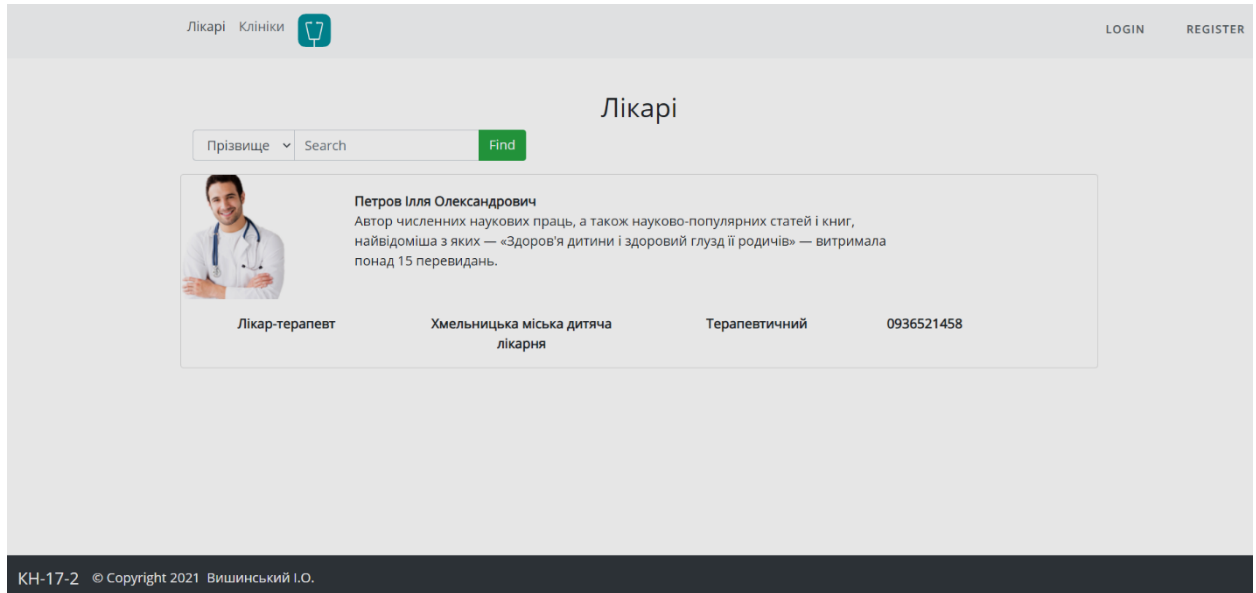 Лікарі Клініки LOGIN REGISTER
Лікарі
Прізвище Search Find
Петров Ілля Олександрович
Автор численних наукових праць, а також науково-популярних статей і книг,
найвідоміша з яких — «Здоров'я дитини і здоровий глузд її родичів» — витримала
понад 15 перевидань.
Лікар-терапевт Хмельницька міська дитяча Терапевтичний 0936521458
лікарня
КН-17-2 © Copyright 2021 Вишинський І.О.